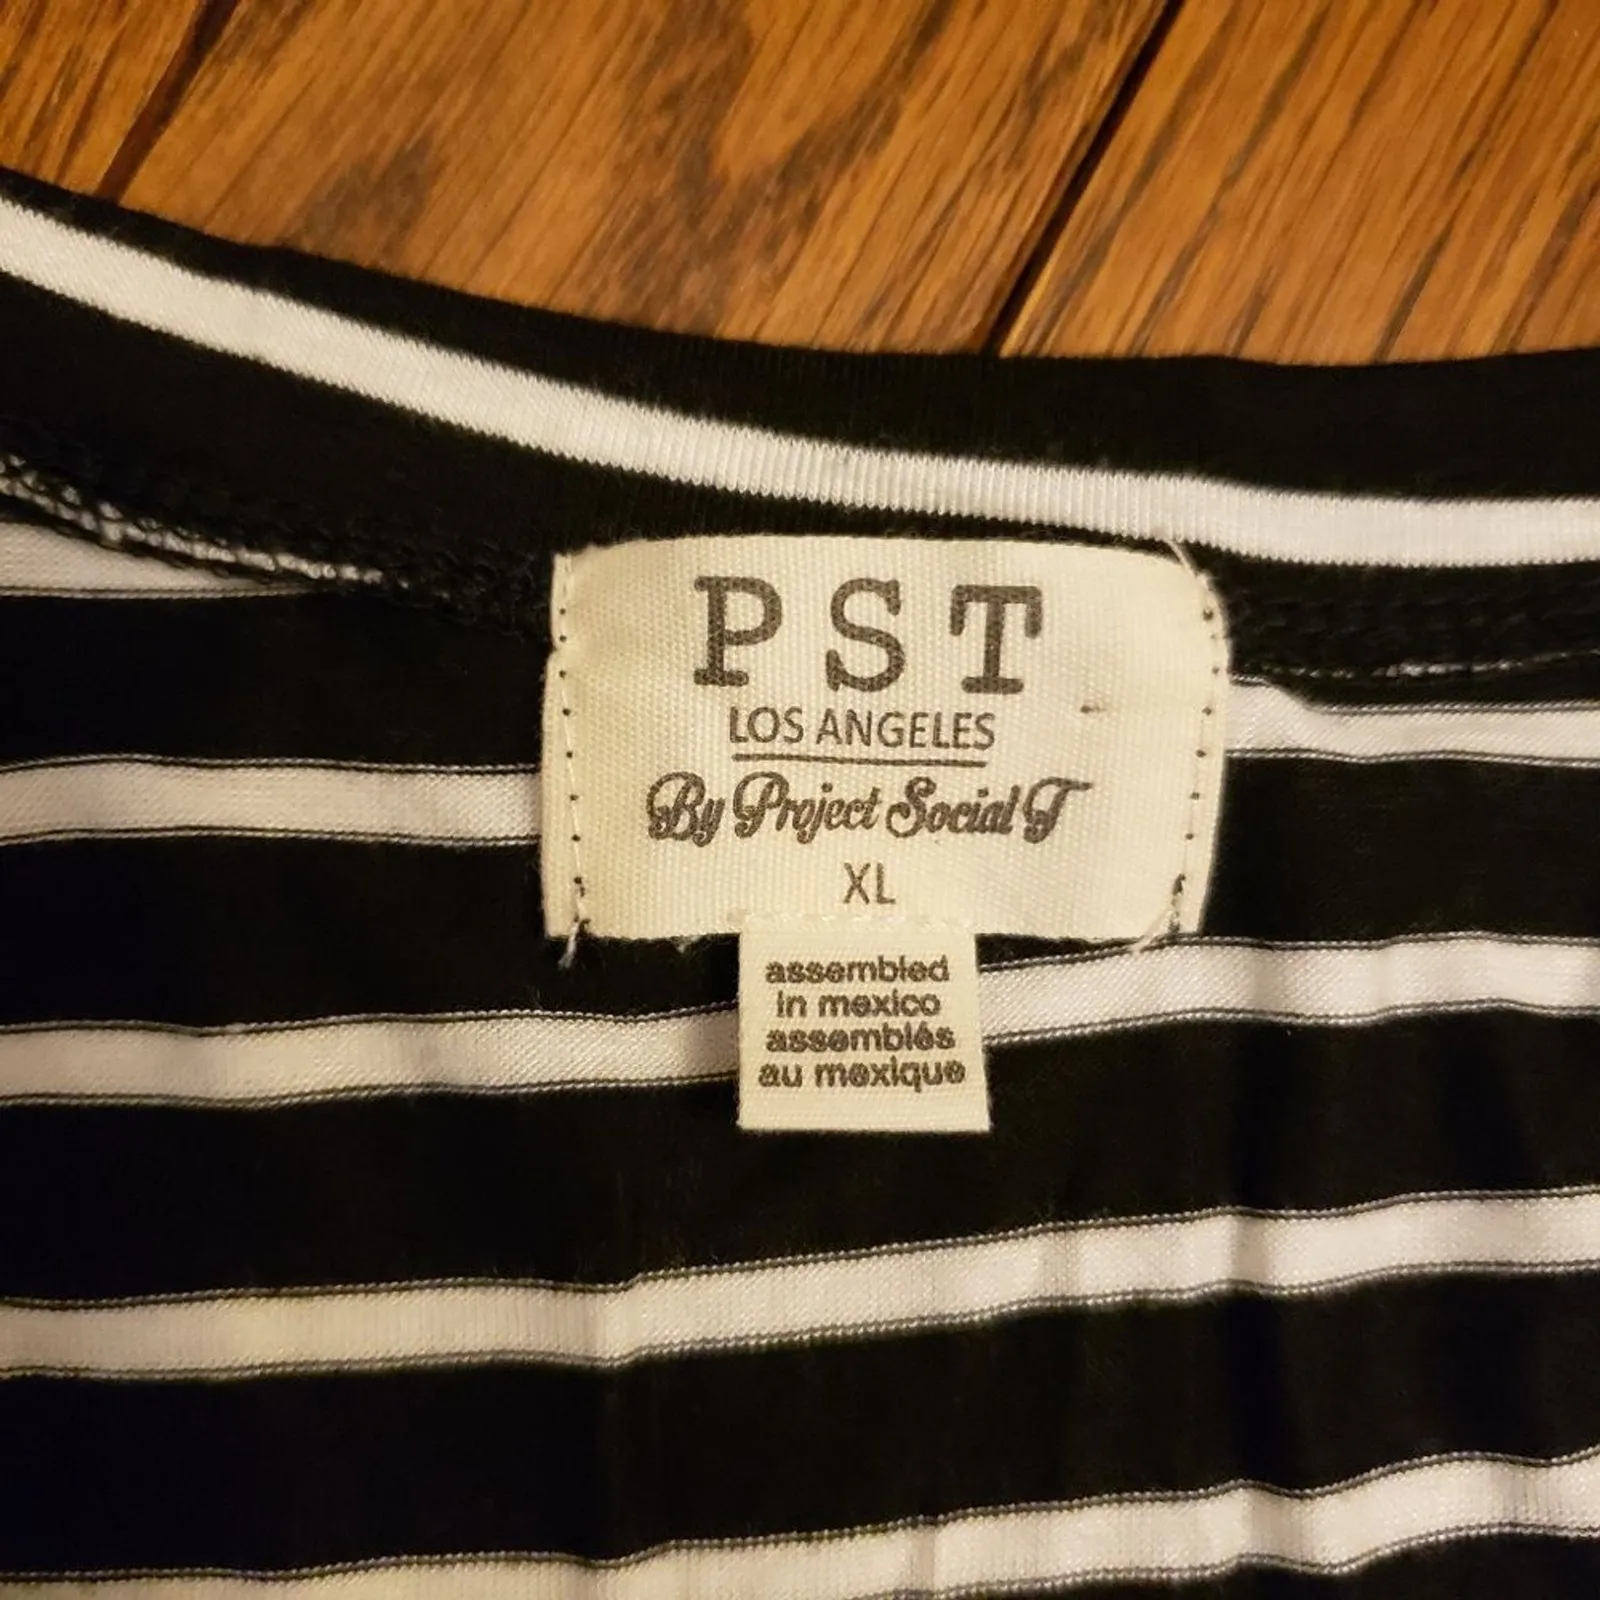 PST
LOS ANGELES
By Project Social T
XL
assembled
in mexico
assemblés
au mexique